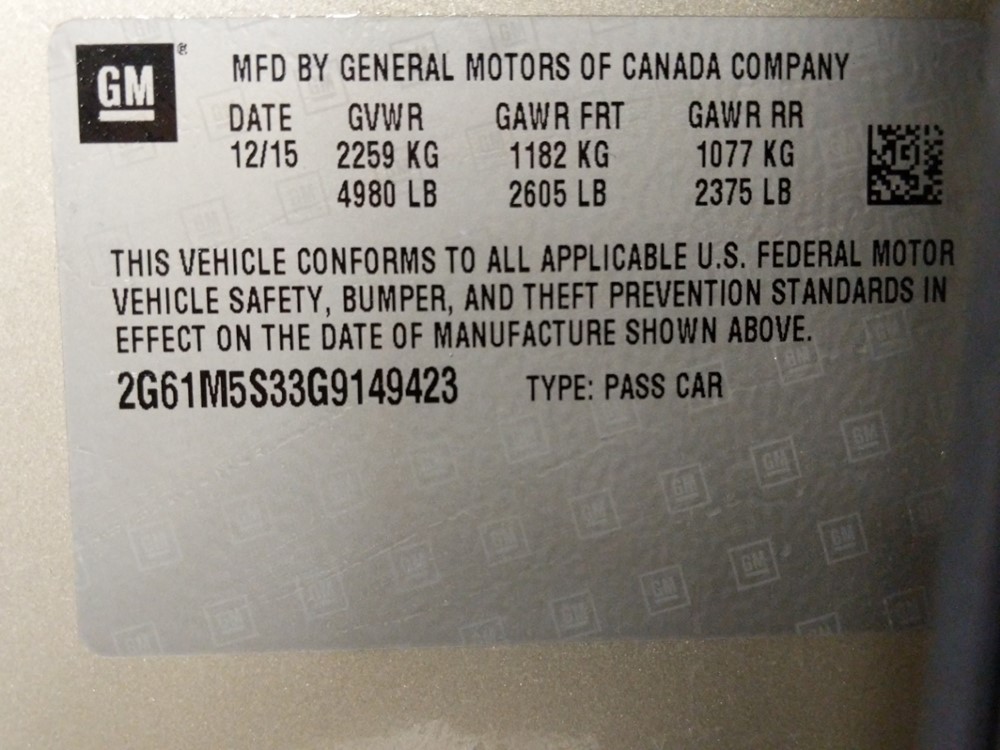 GM ®
MFD BY GENERAL MOTORS OF CANADA COMPANY
DATE GVWR GAWR FRT GAWR RR
12/15 2259 KG 1182 KG 1077 KG
4980 LB 2605 LB 2375 LB
THIS VEHICLE CONFORMS TO ALL APPLICABLE U.S. FEDERAL MOTOR
VEHICLE SAFETY, BUMPER, AND THEFT PREVENTION STANDARDS IN
EFFECT ON THE DATE OF MANUFACTURE SHOWN ABOVE.
2G61M5S33G9149423 TYPE: PASS CAR